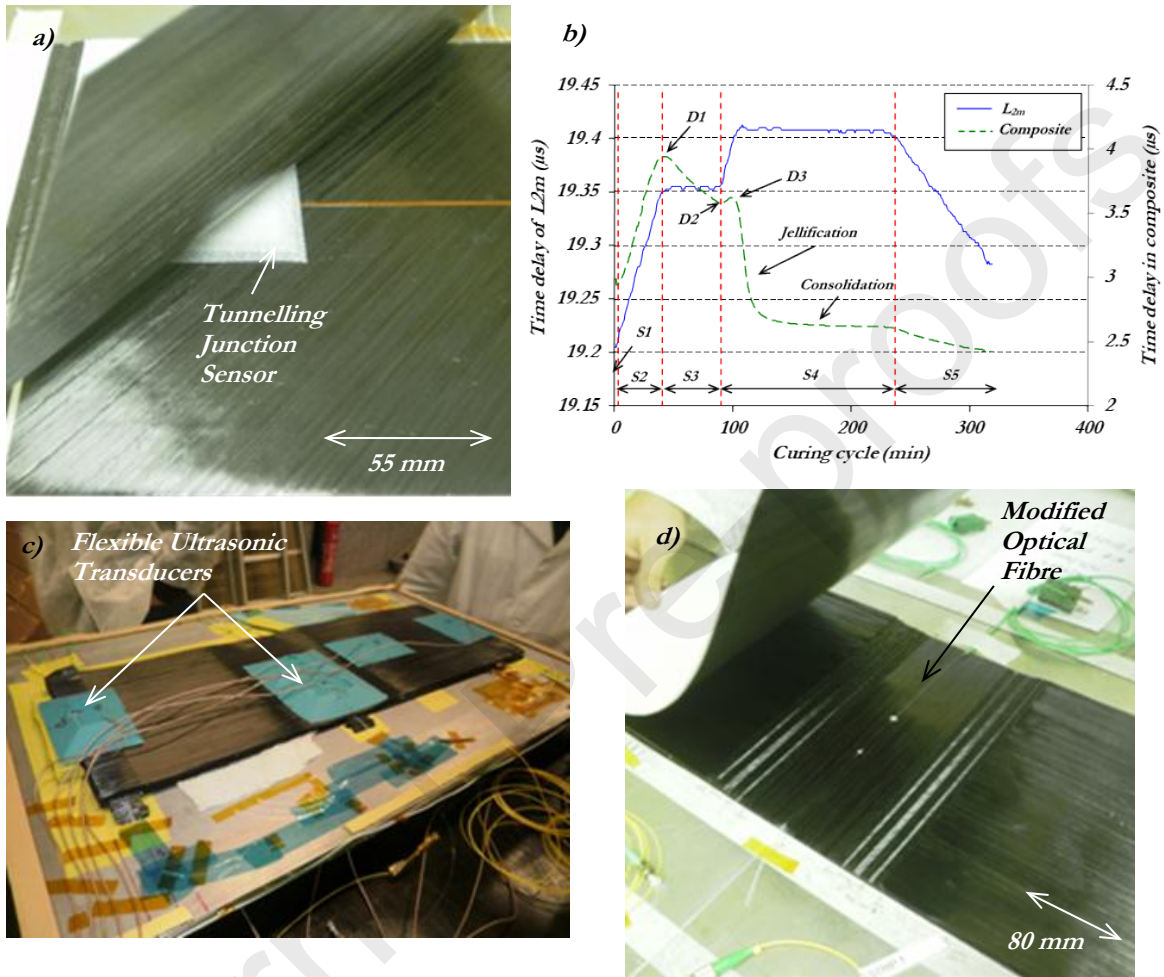 a)
Tunnelling
Junction
Sensor
55 mm
b)
19.45
19.4
19.35
19.3
19.25
19.2
19.15
Time delay of L2m (µs)
4.5
4
3.5
3
2.5
2
Time delay in composite (µs)
L2m
Composite
D1
D2
D3
Jellification
Consolidation
S1
S2
S3
S4
S5
0
100
200
300
400
Curing cycle (min)
c)
Flexible Ultrasonic
Transducers
d)
Modified
Optical
Fibre
80 mm